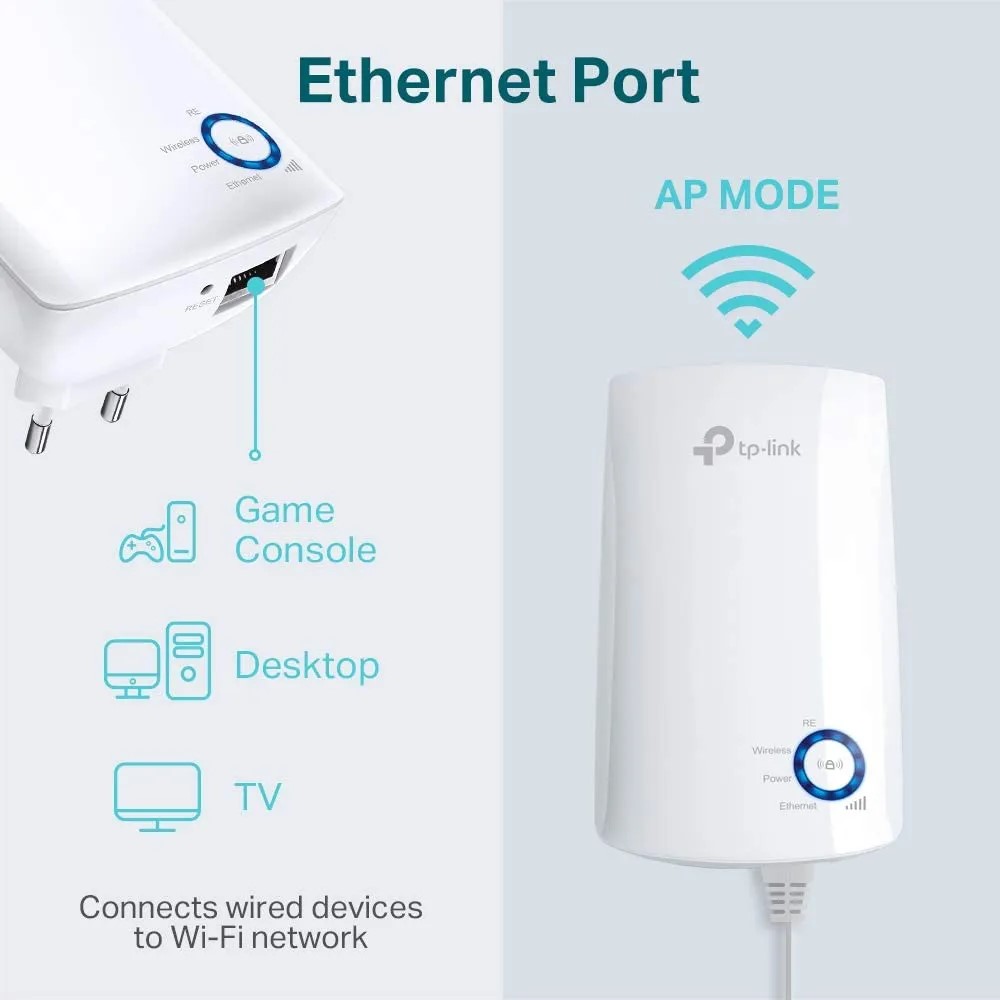 Ethernet Port
RE
Wireless
Power
Ethernet
RESET
Game
Console
Desktop
TV
Connects wired devices
to Wi-Fi network
AP MODE
tp-link
RE
Wireless
Power
Ethernet